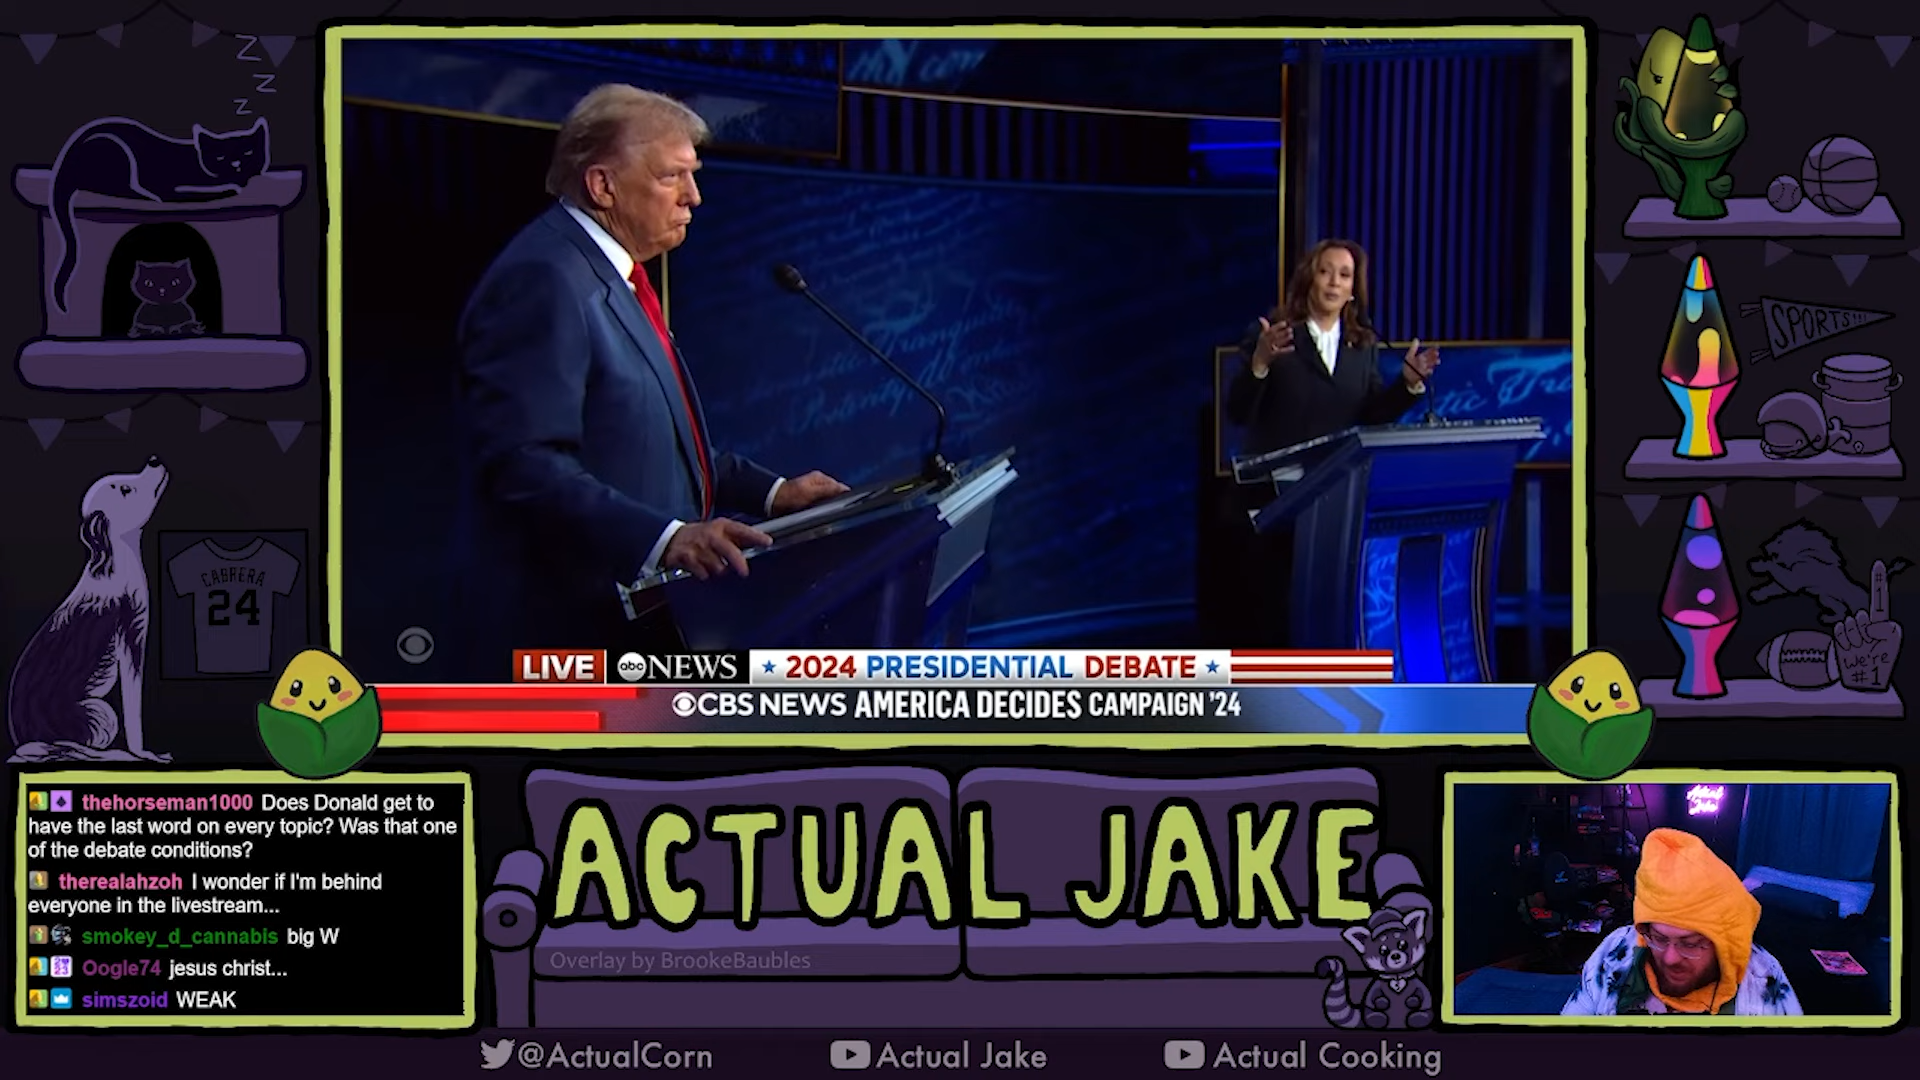 Z
Z
Z
CABRERA
24
SPORTS!!!
#1
We're
#1
LIVE abc NEWS ★ 2024 PRESIDENTIAL DEBATE ★
CBS NEWS AMERICA DECIDES CAMPAIGN '24
thehorseman1000 Does Donald get to
have the last word on every topic? Was that one
of the debate conditions?
therealahzoh I wonder if I'm behind
everyone in the livestream...
smokey_d_cannabis big W
Oogle74 jesus christ...
simszoid WEAK
ACTUAL JAKE
Overlay by BrookeBaubles
Actual
Jake
@ActualCorn
Actual Jake
Actual Cooking